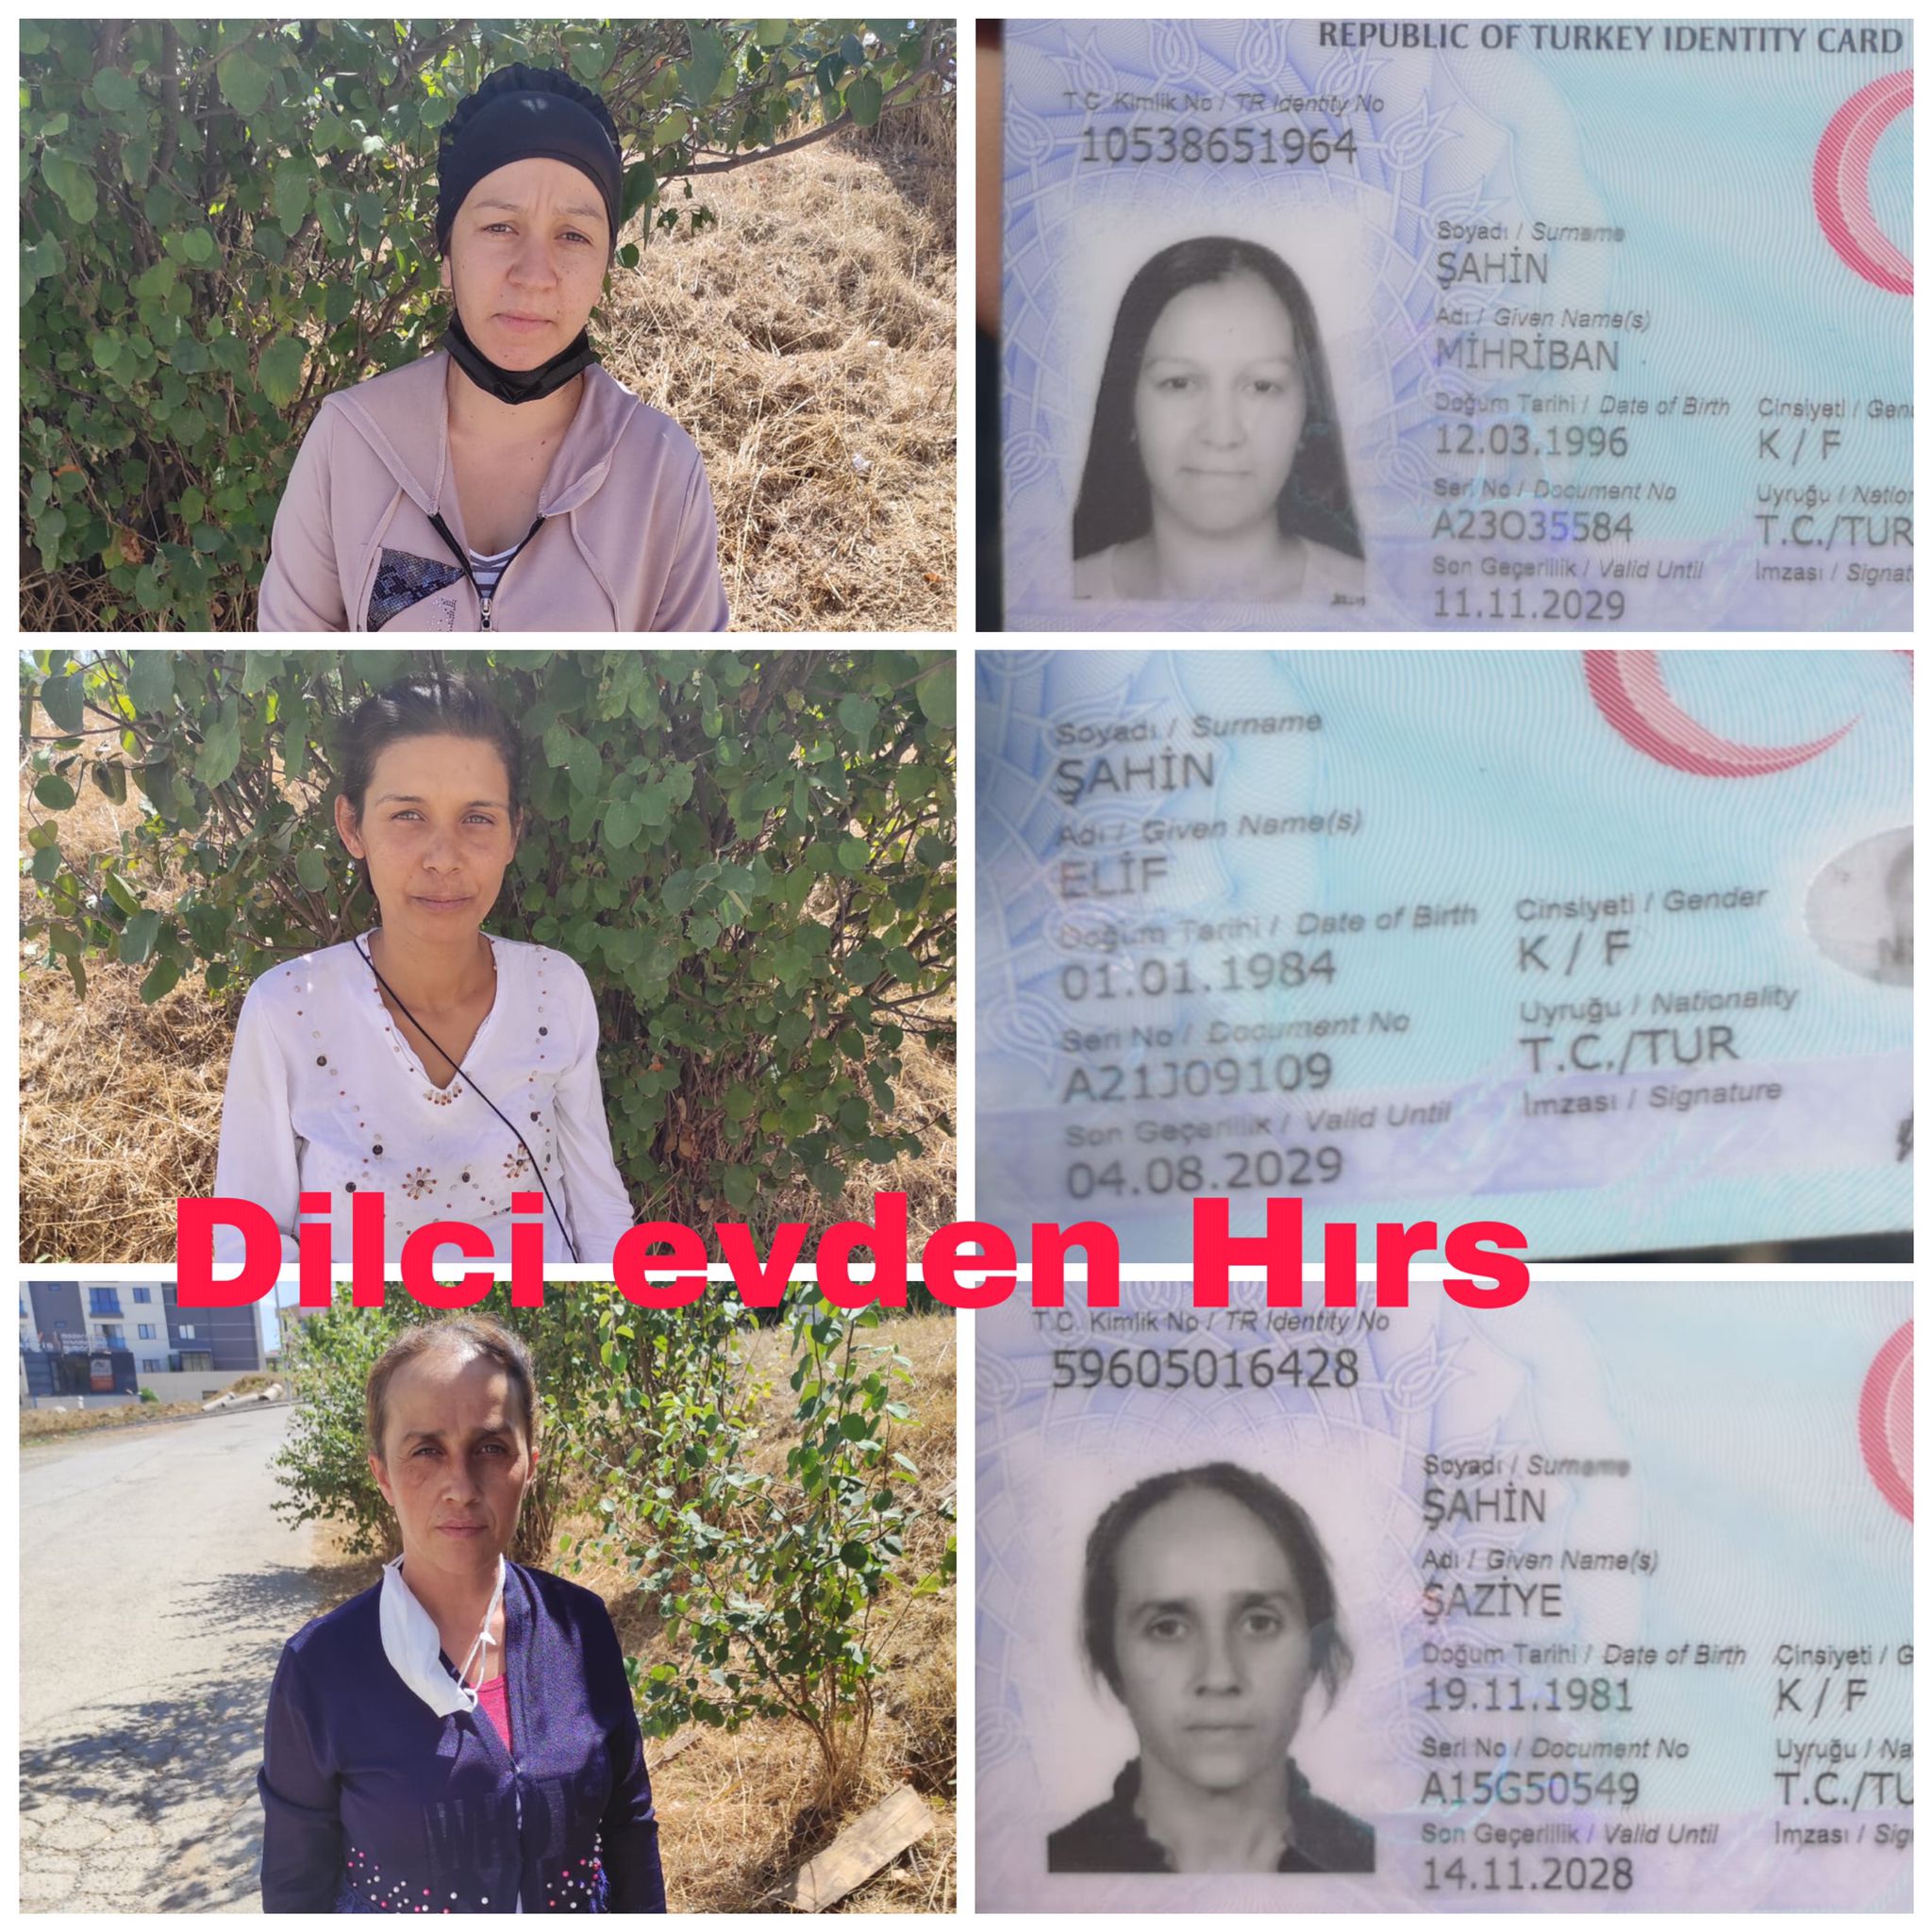 REPUBLIC OF TURKEY IDENTITY CARD
T.C. Kimlik No / TR Identity No
10538651964
Soyadı / Surname
ŞAHİN
Adı / Given Name(s)
MİHRİBAN
Doğum Tarihi / Date of Birth Cinsiyeti / Gen
12.03.1996 K / F
Seri No / Document No Uyruğu / Natio
A23O35584 T.C./TUR
Son Geçerlilik / Valid Until İmzası / Signat
11.11.2029
Soyadı / Surname
ŞAHİN
Adı / Given Name(s)
ELİF
Doğum Tarihi / Date of Birth Cinsiyeti / Gender
01.01.1984 K / F
Seri No / Document No Uyruğu / Nationality
A21J09109 T.C./TUR
Son Geçerlilik / Valid Until İmzası / Signature
04.08.2029
Dilci evden Hırs
T.C. Kimlik No / TR Identity No
59605016428
Soyadı / Surname
ŞAHİN
Adı / Given Name(s)
ŞAZİYE
Doğum Tarihi / Date of Birth Cinsiyeti / G
19.11.1981 K / F
Seri No / Document No Uyruğu / Na
A15G50549 T.C./TU
Son Geçerlilik / Valid Until İmzası / Sig
14.11.2028